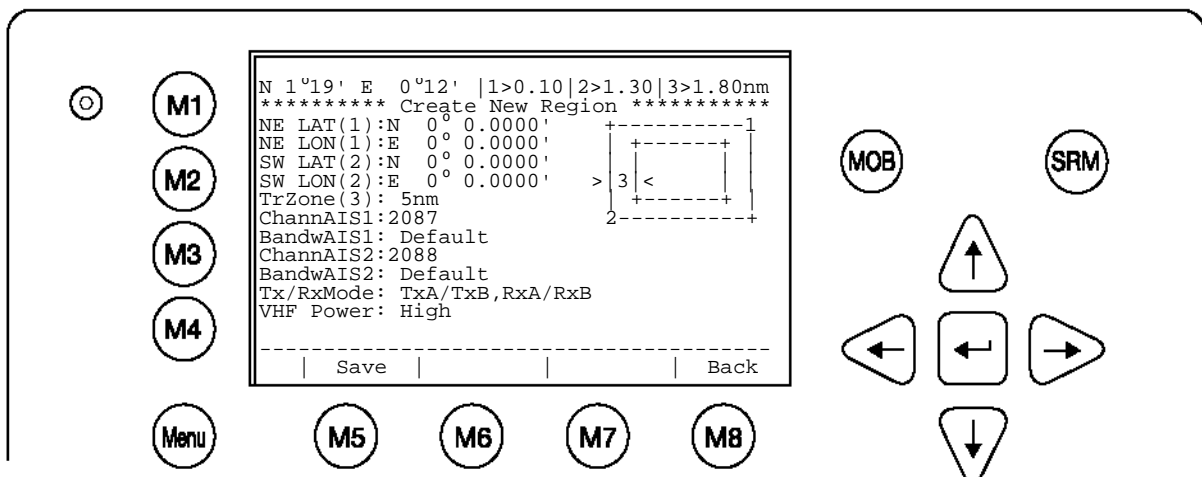 N 1°19' E  0°12' |1>0.10|2>1.30|3>1.80nm
********** Create New Region ***********
NE LAT(1):N  0° 0.0000'    +----------1
NE LON(1):E  0° 0.0000'    | +------+ |
SW LAT(2):N  0° 0.0000'    | |      | |
SW LON(2):E  0° 0.0000'   >|3|<     | |
TrZone(3): 5nm             | +------+ |
ChannAIS1:2087             2----------+
BandwAIS1: Default
ChannAIS2:2088
BandwAIS2: Default
Tx/RxMode: TxA/TxB,RxA/RxB
VHF Power: High
----------------------------------------
| Save | | | Back
M1
M2
M3
M4
Menu
M5
M6
M7
M8
MOB
SRM